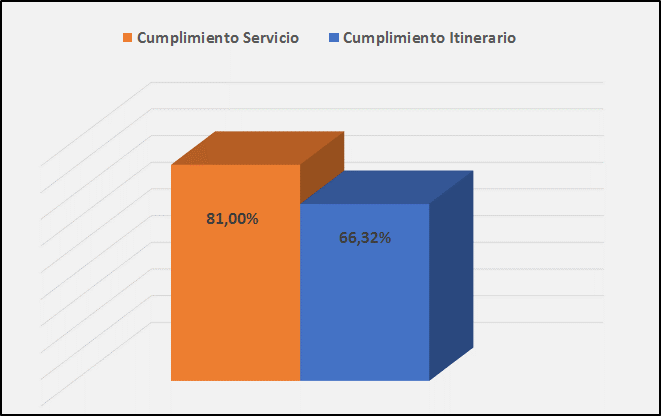 Cumplimiento Servicio Cumplimiento Itinerario
81,00%
66,32%